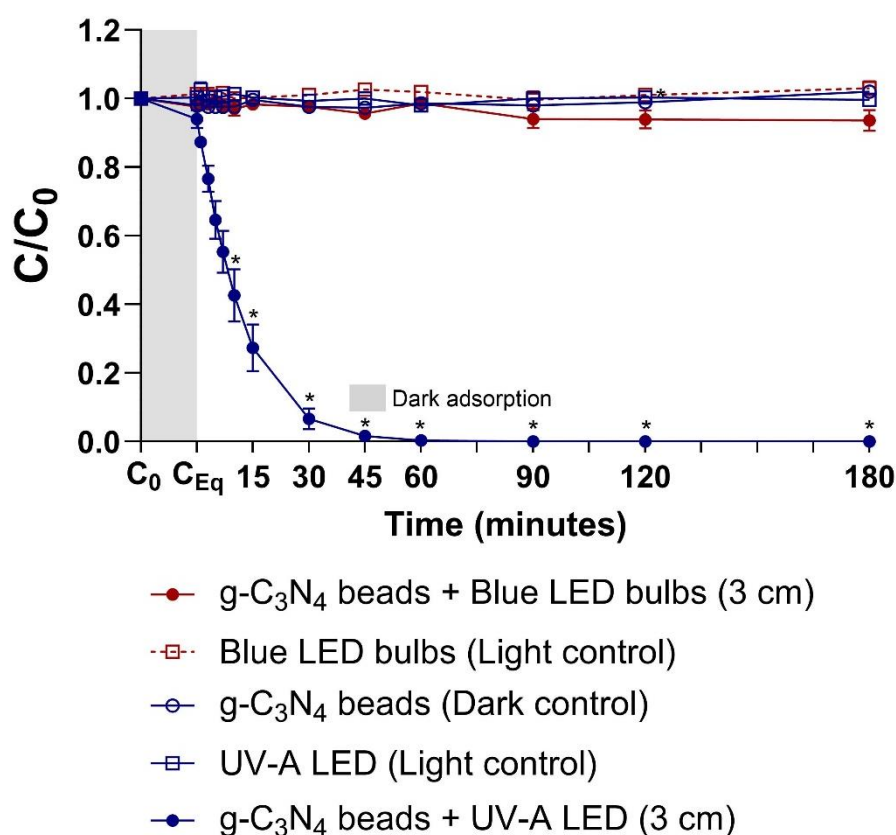 C/C₀
1.2
1.0
0.8
0.6
0.4
0.2
0.0
*
* * * * * * * *
Dark adsorption
C₀ C_Eq 15 30 45 60 90 120 180
Time (minutes)
g-C₃N₄ beads + Blue LED bulbs (3 cm)
Blue LED bulbs (Light control)
g-C₃N₄ beads (Dark control)
UV-A LED (Light control)
g-C₃N₄ beads + UV-A LED (3 cm)